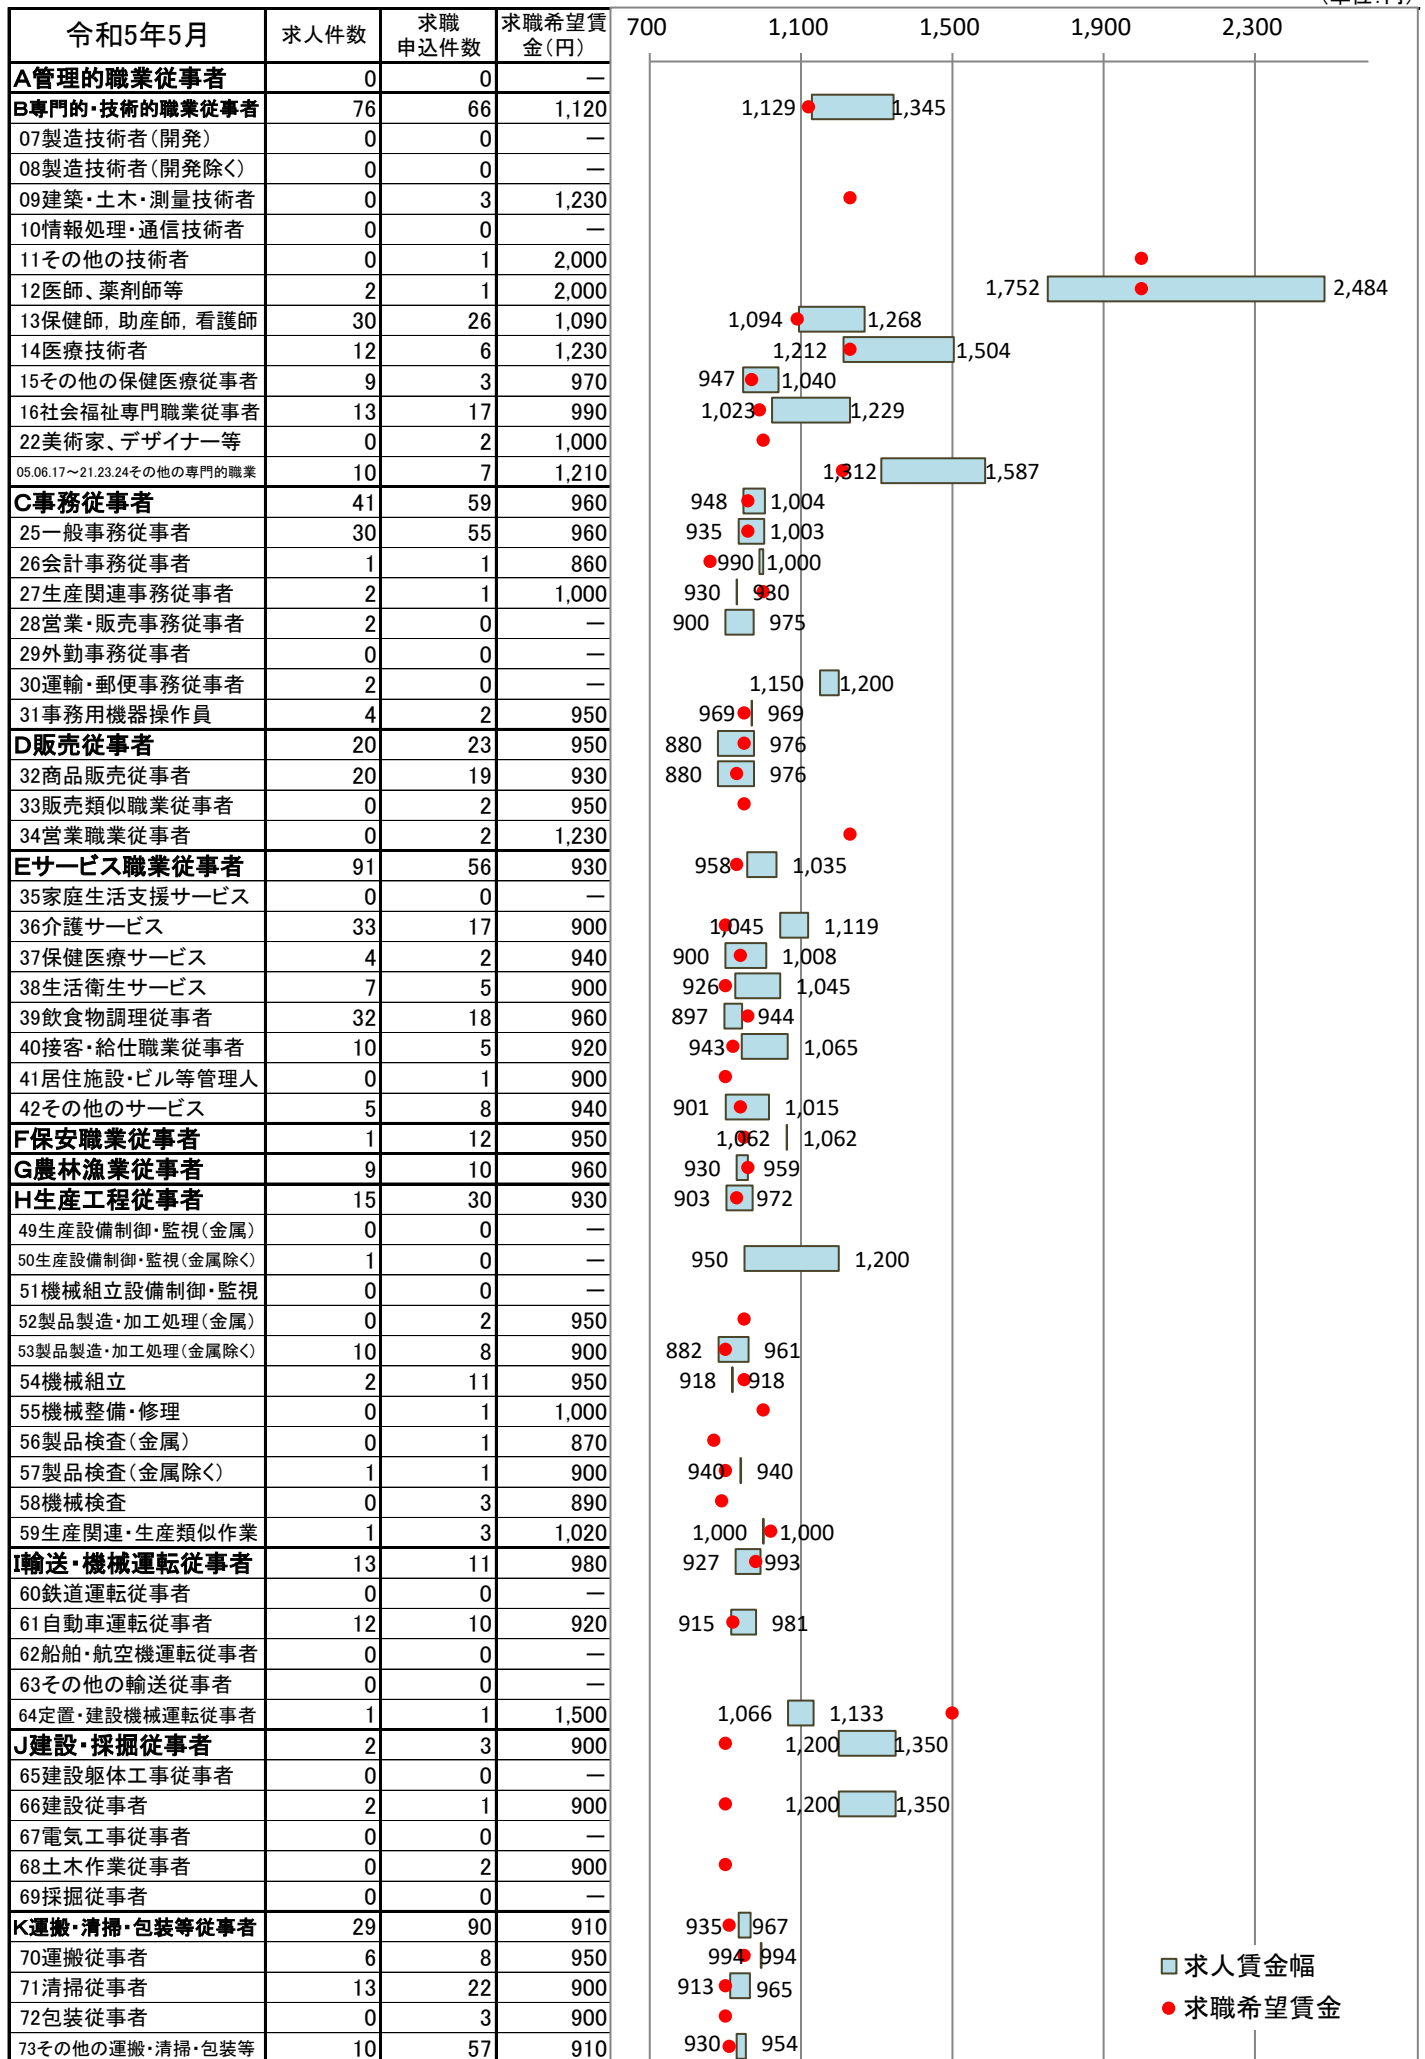 (単位:円)
令和5年5月 求人件数 求職申込件数 求職希望賃金(円) 700 1,100 1,500 1,900 2,300
A管理的職業従事者 0 0 ―
B専門的・技術的職業従事者 76 66 1,120 1,129 1,345
07製造技術者(開発) 0 0 ―
08製造技術者(開発除く) 0 0 ―
09建築・土木・測量技術者 0 3 1,230
10情報処理・通信技術者 0 0 ―
11その他の技術者 0 1 2,000
12医師、薬剤師等 2 1 2,000 1,752 2,484
13保健師,助産師,看護師 30 26 1,090 1,094 1,268
14医療技術者 12 6 1,230 1,212 1,504
15その他の保健医療従事者 9 3 970 947 1,040
16社会福祉専門職業従事者 13 17 990 1,023 1,229
22美術家、デザイナー等 0 2 1,000
05.06.17~21.23.24その他の専門的職業 10 7 1,210 1,312 1,587
C事務従事者 41 59 960 948 1,004
25一般事務従事者 30 55 960 935 1,003
26会計事務従事者 1 1 860 990 1,000
27生産関連事務従事者 2 1 1,000 930 930
28営業・販売事務従事者 2 0 ― 900 975
29外勤事務従事者 0 0 ―
30運輸・郵便事務従事者 2 0 ― 1,150 1,200
31事務用機器操作員 4 2 950 969 969
D販売従事者 20 23 950 880 976
32商品販売従事者 20 19 930 880 976
33販売類似職業従事者 0 2 950
34営業職業従事者 0 2 1,230
Eサービス職業従事者 91 56 930 958 1,035
35家庭生活支援サービス 0 0 ―
36介護サービス 33 17 900 1,045 1,119
37保健医療サービス 4 2 940 900 1,008
38生活衛生サービス 7 5 900 926 1,045
39飲食物調理従事者 32 18 960 897 944
40接客・給仕職業従事者 10 5 920 943 1,065
41居住施設・ビル等管理人 0 1 900
42その他のサービス 5 8 940 901 1,015
F保安職業従事者 1 12 950 1,062 1,062
G農林漁業従事者 9 10 960 930 959
H生産工程従事者 15 30 930 903 972
49生産設備制御・監視(金属) 0 0 ―
50生産設備制御・監視(金属除く) 1 0 ― 950 1,200
51機械組立設備制御・監視 0 0 ―
52製品製造・加工処理(金属) 0 2 950
53製品製造・加工処理(金属除く) 10 8 900 882 961
54機械組立 2 11 950 918 918
55機械整備・修理 0 1 1,000
56製品検査(金属) 0 1 870
57製品検査(金属除く) 1 1 900 940 940
58機械検査 0 3 890
59生産関連・生産類似作業 1 3 1,020 1,000 1,000
I輸送・機械運転従事者 13 11 980 927 993
60鉄道運転従事者 0 0 ―
61自動車運転従事者 12 10 920 915 981
62船舶・航空機運転従事者 0 0 ―
63その他の輸送従事者 0 0 ―
64定置・建設機械運転従事者 1 1 1,500 1,066 1,133
J建設・採掘従事者 2 3 900 1,200 1,350
65建設躯体工事従事者 0 0 ―
66建設従事者 2 1 900 1,200 1,350
67電気工事従事者 0 0 ―
68土木作業従事者 0 2 900
69採掘従事者 0 0 ―
K運搬・清掃・包装等従事者 29 90 910 935 967
70運搬従事者 6 8 950 994 994
71清掃従事者 13 22 900 913 965
72包装従事者 0 3 900
73その他の運搬・清掃・包装等 10 57 910 930 954
求人賃金幅
求職希望賃金